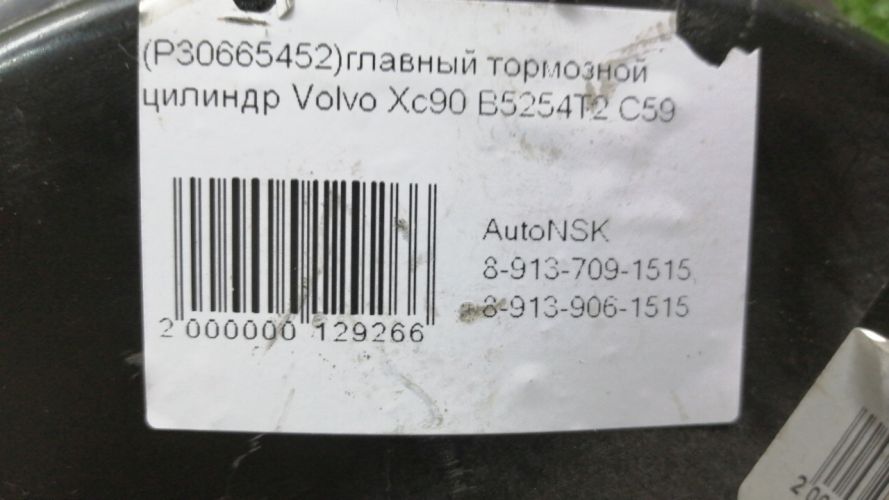 (P30665452)главный тормозной
цилиндр Volvo Xc90 B5254T2 C59
AutoNSK
8-913-709-1515
8-913-906-1515
2 000000 129266